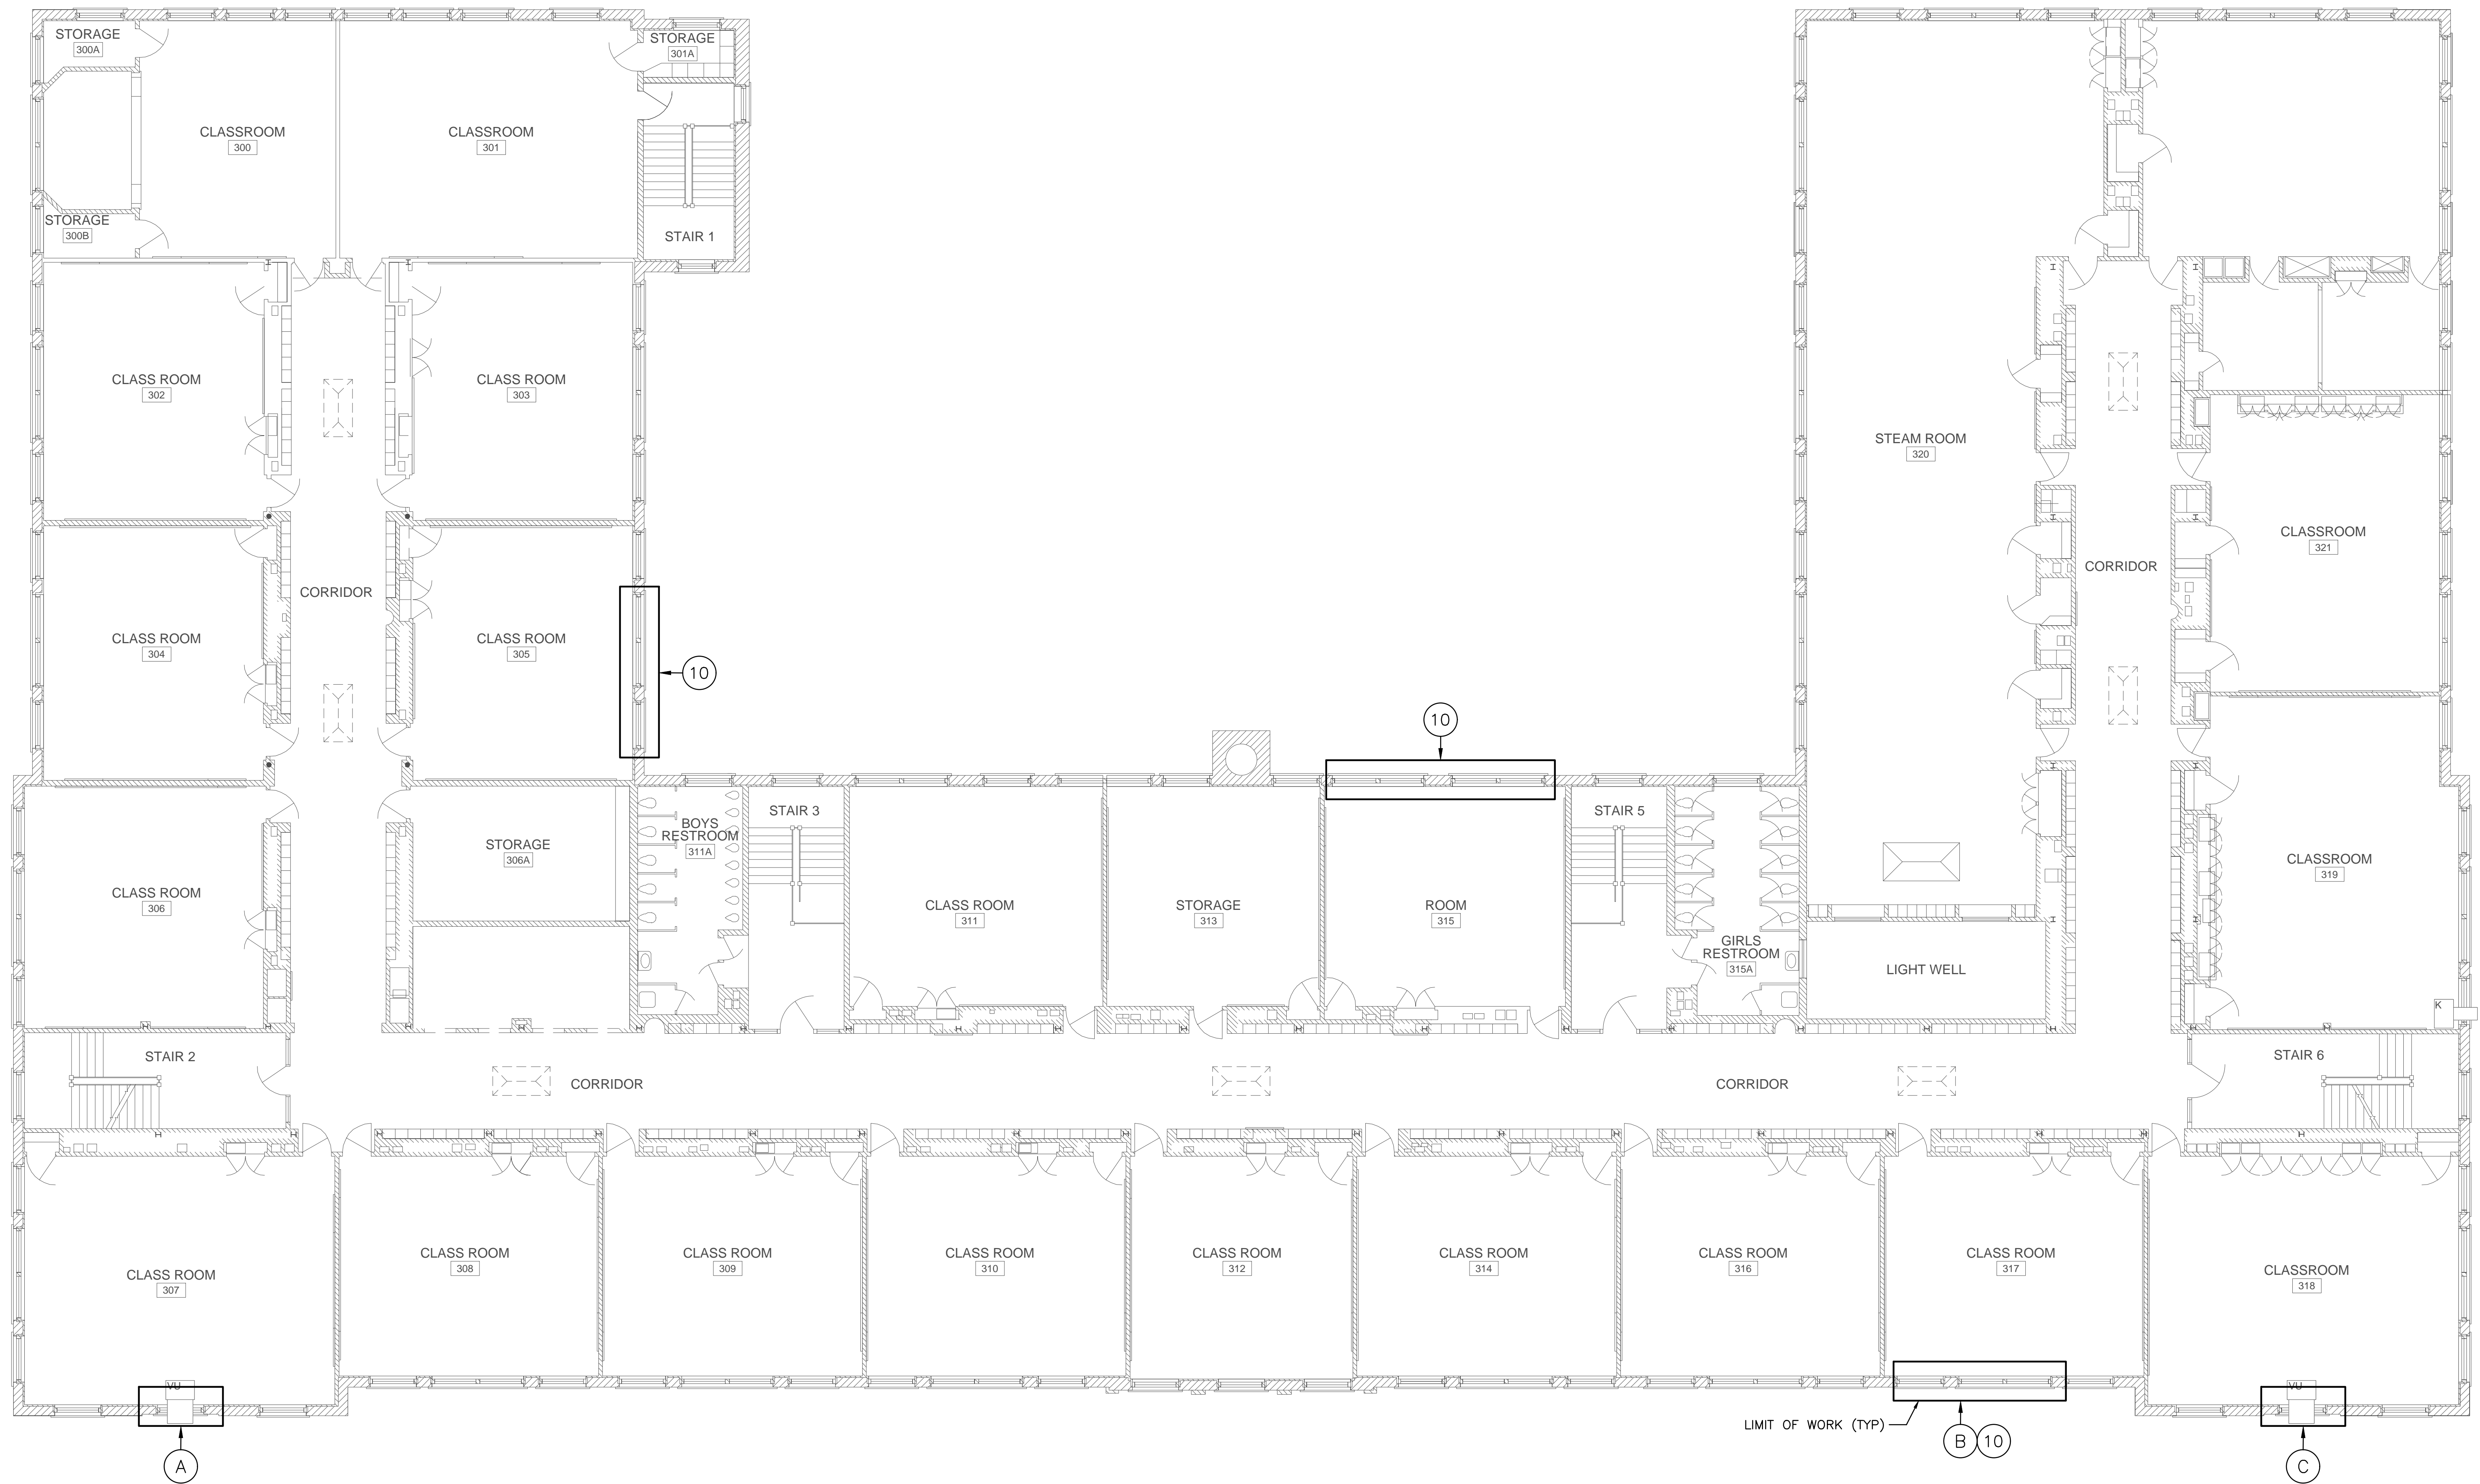 STORAGE
300A
STORAGE
301A
CLASSROOM
300
CLASSROOM
301
STORAGE
300B
STAIR 1
CLASS ROOM
302
CLASS ROOM
303
STEAM ROOM
320
CLASSROOM
321
CORRIDOR
CORRIDOR
CLASS ROOM
304
CLASS ROOM
305
10
10
STAIR 3
STAIR 5
BOYS
RESTROOM
311A
STORAGE
306A
CLASSROOM
319
CLASS ROOM
306
CLASS ROOM
311
STORAGE
313
ROOM
315
GIRLS
RESTROOM
315A
LIGHT WELL
K
STAIR 2
STAIR 6
CORRIDOR
CORRIDOR
CLASS ROOM
307
CLASS ROOM
308
CLASS ROOM
309
CLASS ROOM
310
CLASS ROOM
312
CLASS ROOM
314
CLASS ROOM
316
CLASS ROOM
317
CLASSROOM
318
VU
VU
LIMIT OF WORK (TYP)
A
B
10
C